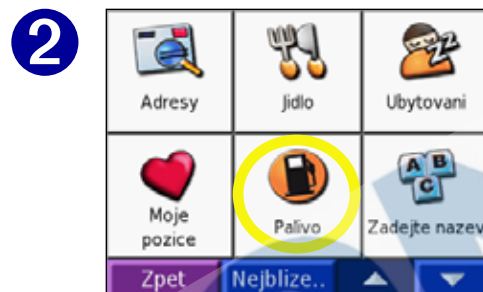 2
Adresy
Jidlo
Ubytovani
Moje
pozice
Palivo
Zadejte nazev
A B
C
Zpet
Nejblize..